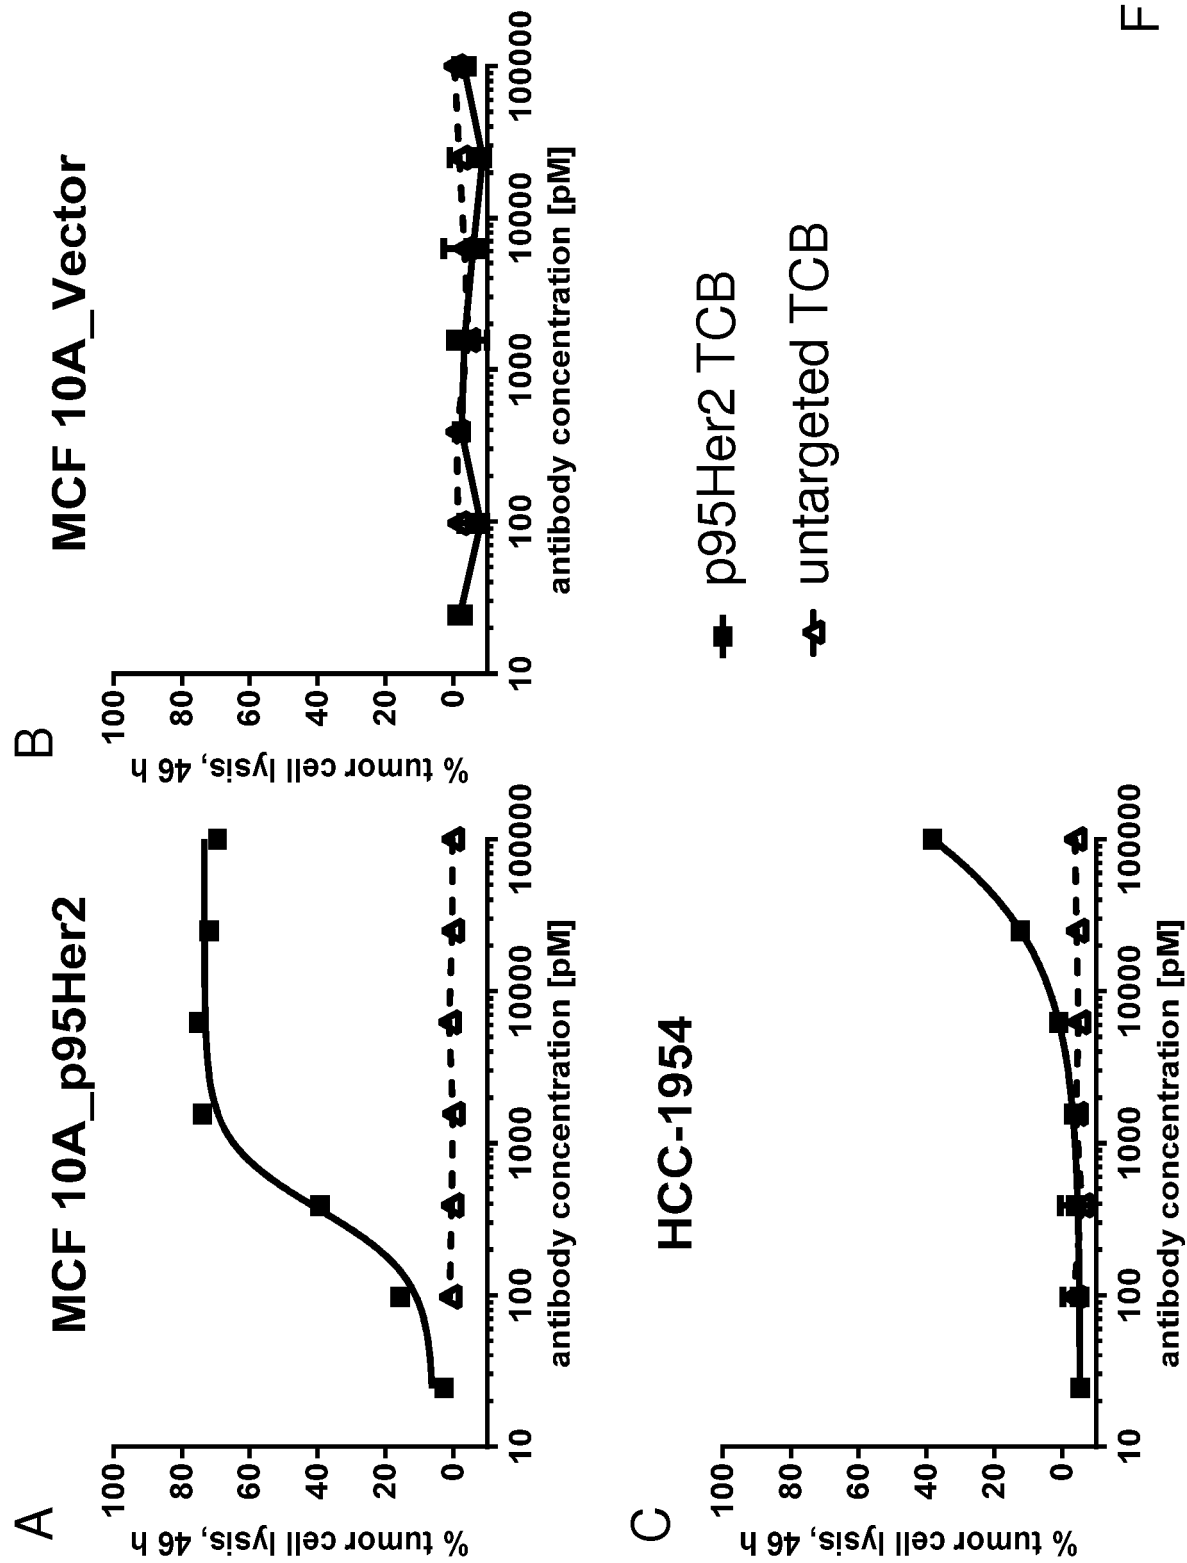 A
MCF 10A_p95Her2
% tumor cell lysis, 46 h
100
80
60
40
20
0
10
100
1000
10000
100000
antibody concentration [pM]
B
MCF 10A_Vector
% tumor cell lysis, 46 h
100
80
60
40
20
0
10
100
1000
10000
100000
antibody concentration [pM]
C
HCC-1954
% tumor cell lysis, 46 h
100
80
60
40
20
0
10
100
1000
10000
100000
antibody concentration [pM]
p95Her2 TCB
untargeted TCB
F